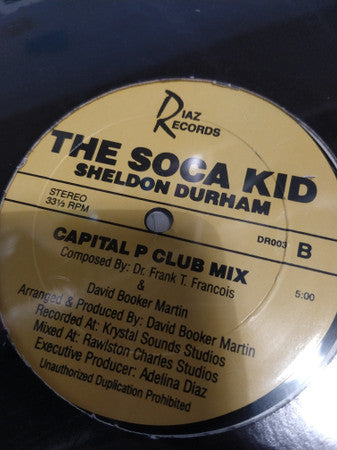 DIAZ
RECORDS
THE SOCA KID
SHELDON DURHAM
STEREO
33⅓ RPM
DR003 B
CAPITAL P CLUB MIX
5:00
Composed By: Dr. Frank T. Francois
&
David Booker Martin
Arranged & Produced By: David Booker Martin
Recorded At: Krystal Sounds Studios
Mixed At: Rawlston Charles Studios
Executive Producer: Adelina Diaz
Unauthorized Duplication Prohibited